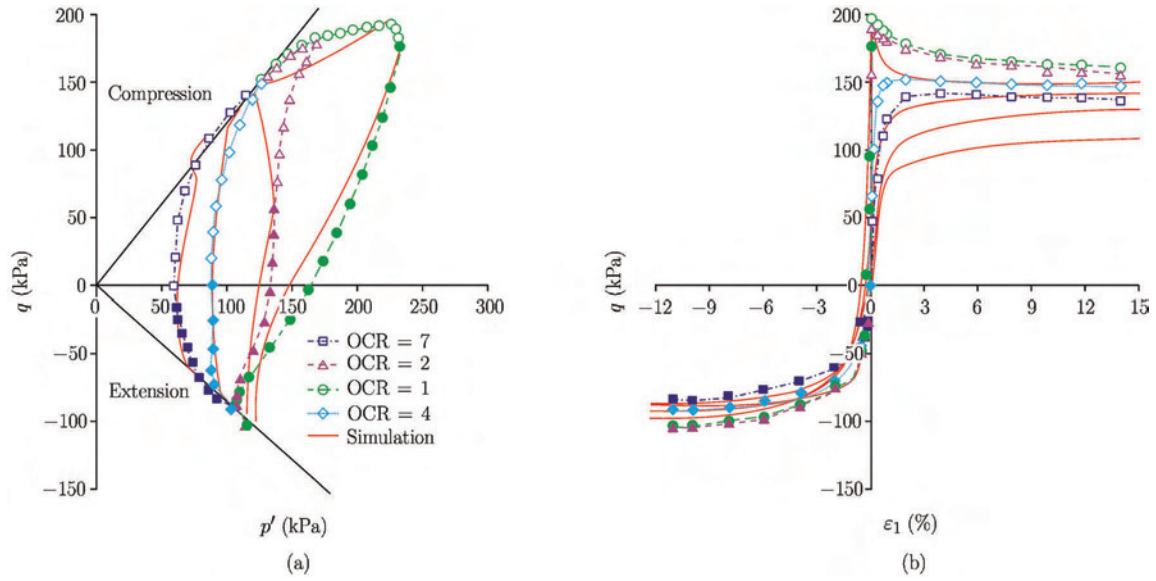 200
150
100
50
0
−50
−100
−150
q (kPa)
Compression
Extension
50
100
150
200
250
300
OCR = 7
OCR = 2
OCR = 1
OCR = 4
Simulation
p′ (kPa)
(a)
200
150
100
50
0
−50
−100
−150
q (kPa)
−12
−9
−6
−3
3
6
9
12
15
ε1 (%)
(b)